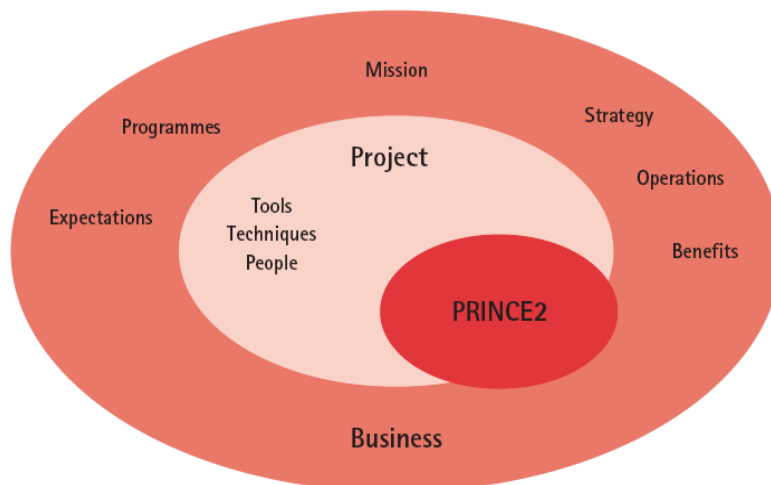 Mission
Strategy
Programmes
Project
Operations
Tools
Expectations
Techniques
Benefits
People
PRINCE2
Business